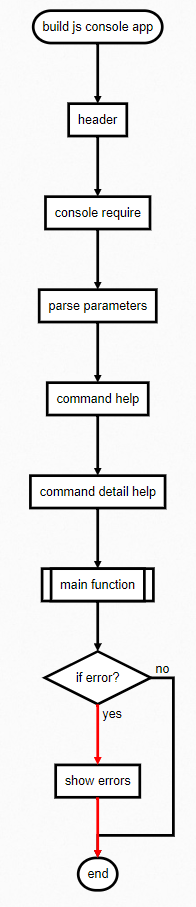 build js console app
header
console require
parse parameters
command help
command detail help
main function
if error?
no
yes
show errors
end